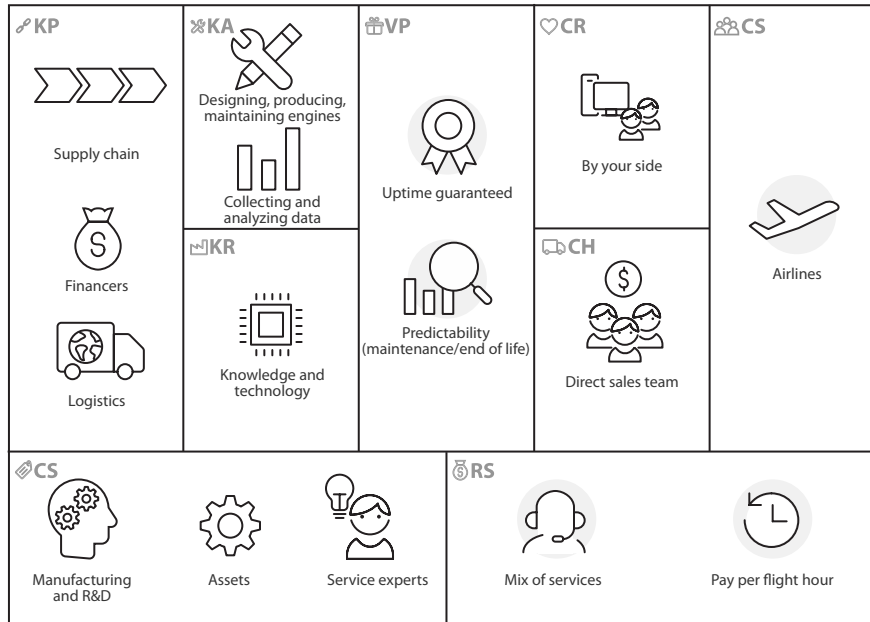 KP
Supply chain
Financers
Logistics
KA
Designing, producing,
maintaining engines
Collecting and
analyzing data
KR
Knowledge and
technology
VP
Uptime guaranteed
Predictability
(maintenance/end of life)
CR
By your side
CH
$
Direct sales team
CS
Airlines
CS
Manufacturing
and R&D
Assets
Service experts
RS
Mix of services
Pay per flight hour